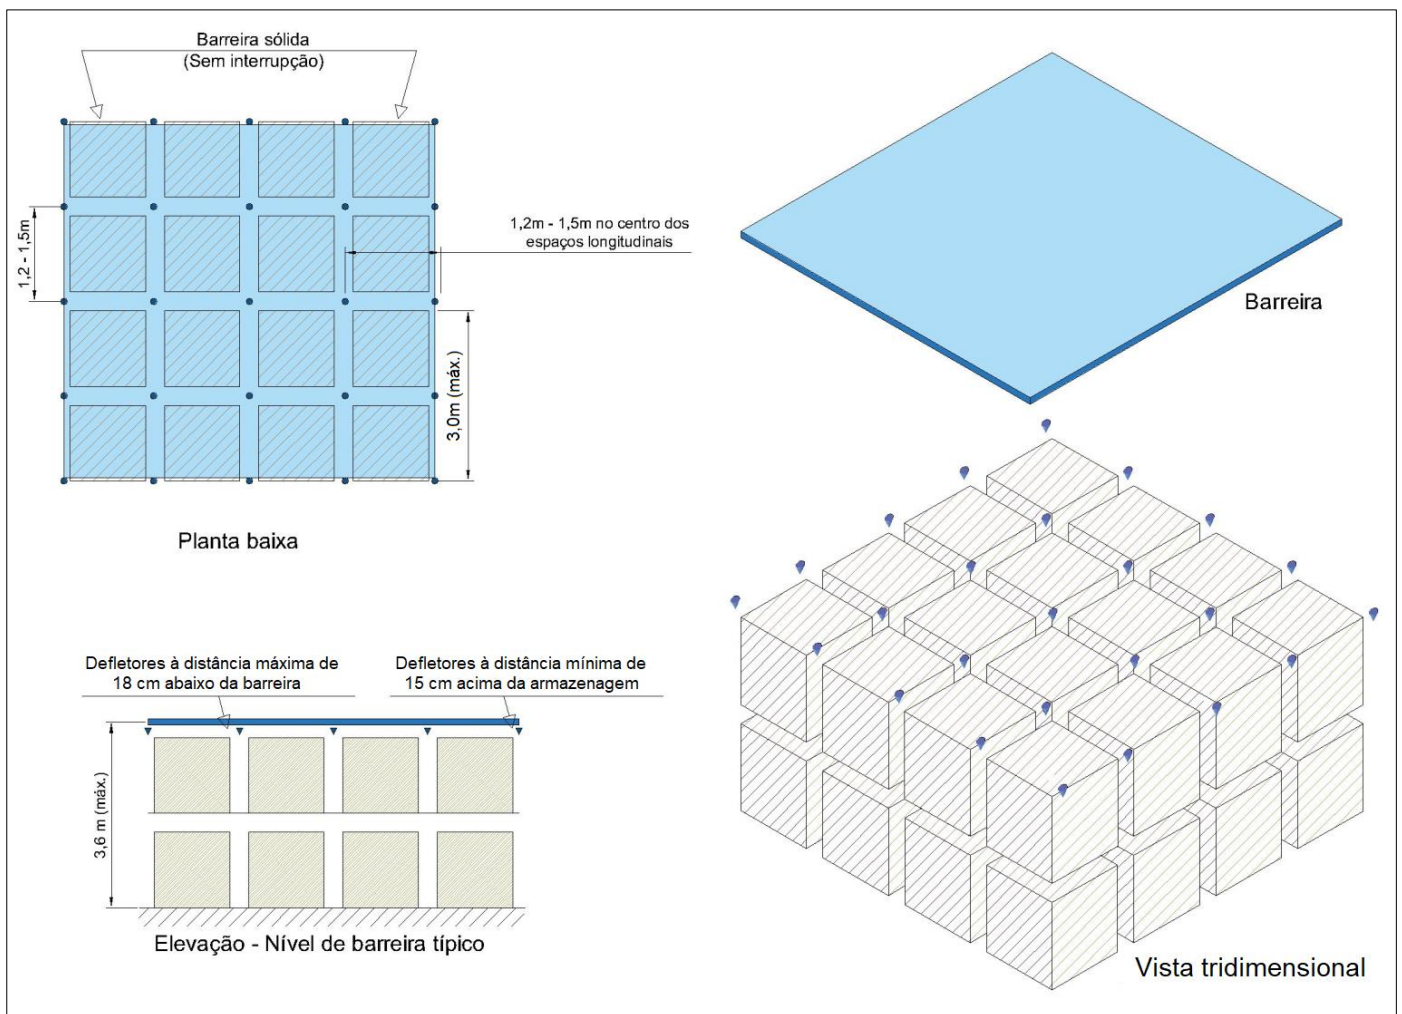 Barreira sólida
(Sem interrupção)
1,2 - 1,5m
1,2m - 1,5m no centro dos
espaços longitudinais
3,0m (máx.)
Planta baixa
Barreira
Defletores à distância máxima de
18 cm abaixo da barreira
Defletores à distância mínima de
15 cm acima da armazenagem
3,6 m (máx.)
Elevação - Nível de barreira típico
Vista tridimensional